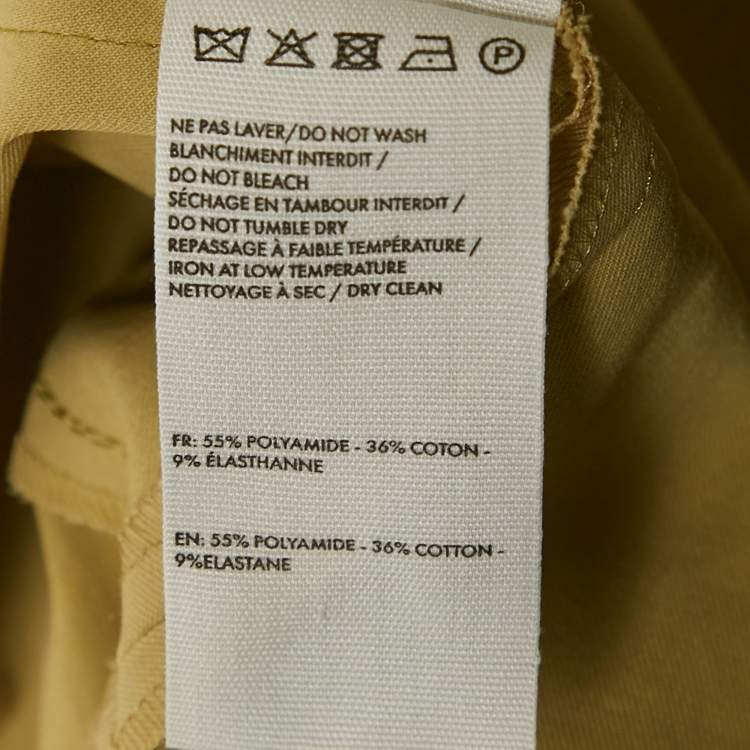 P
NE PAS LAVER/DO NOT WASH
BLANCHIMENT INTERDIT /
DO NOT BLEACH
SÉCHAGE EN TAMBOUR INTERDIT /
DO NOT TUMBLE DRY
REPASSAGE À FAIBLE TEMPÉRATURE /
IRON AT LOW TEMPERATURE
NETTOYAGE À SEC / DRY CLEAN
FR: 55% POLYAMIDE - 36% COTON -
9% ÉLASTHANNE
EN: 55% POLYAMIDE - 36% COTTON -
9%ELASTANE